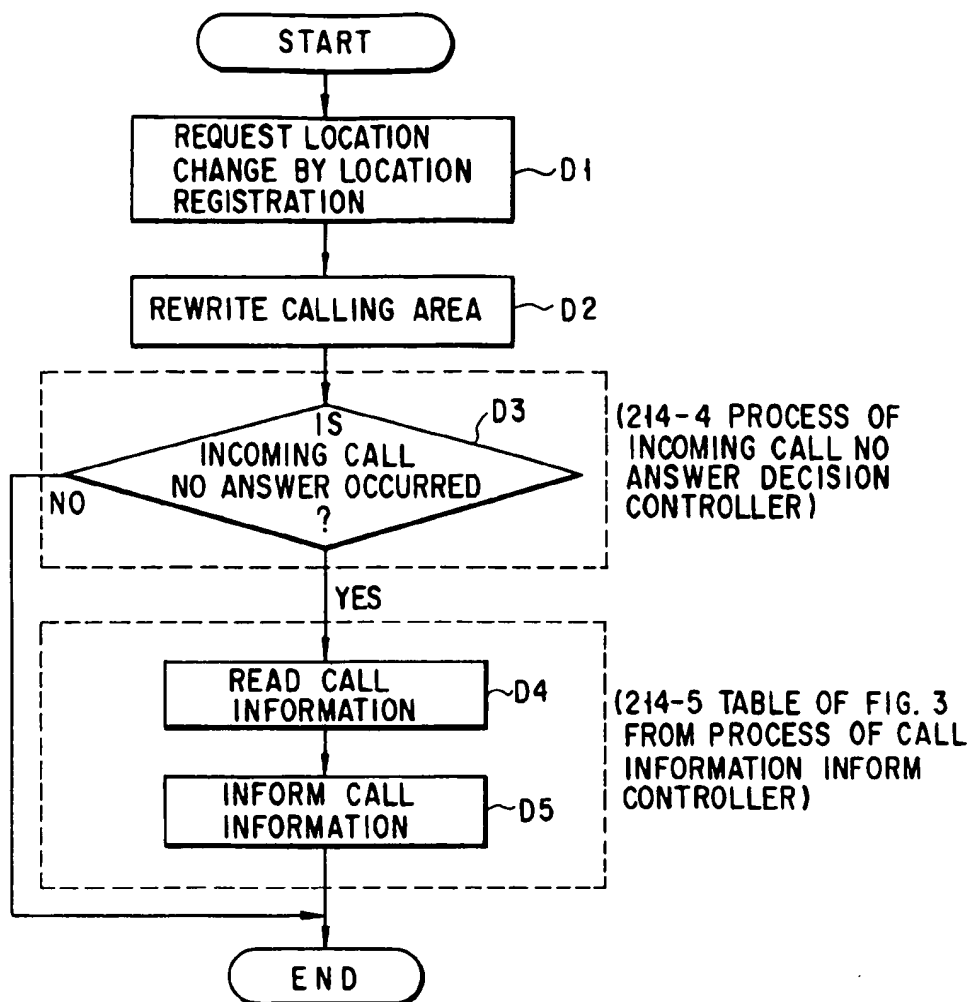 START
REQUEST LOCATION
CHANGE BY LOCATION
REGISTRATION
D1
REWRITE CALLING AREA
D2
IS
INCOMING CALL
NO ANSWER OCCURRED
?
D3
NO
(214-4 PROCESS OF
INCOMING CALL NO
ANSWER DECISION
CONTROLLER)
YES
READ CALL
INFORMATION
D4
INFORM CALL
INFORMATION
D5
(214-5 TABLE OF FIG. 3
FROM PROCESS OF CALL
INFORMATION INFORM
CONTROLLER)
END